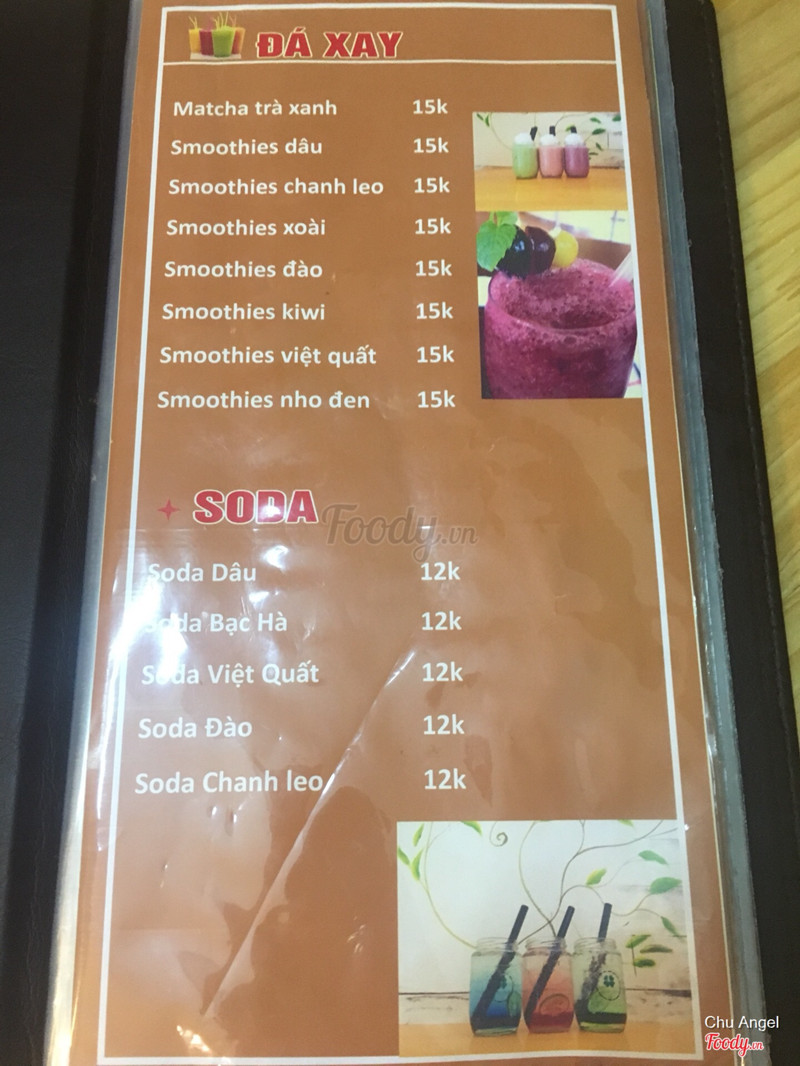 ĐÁ XAY
Matcha trà xanh 15k
Smoothies dâu 15k
Smoothies chanh leo 15k
Smoothies xoài 15k
Smoothies đào 15k
Smoothies kiwi 15k
Smoothies việt quất 15k
Smoothies nho đen 15k
SODA
Foody.vn
Soda Dâu 12k
Soda Bạc Hà 12k
Soda Việt Quất 12k
Soda Đào 12k
Soda Chanh leo 12k
Chu Angel
Foody.vn